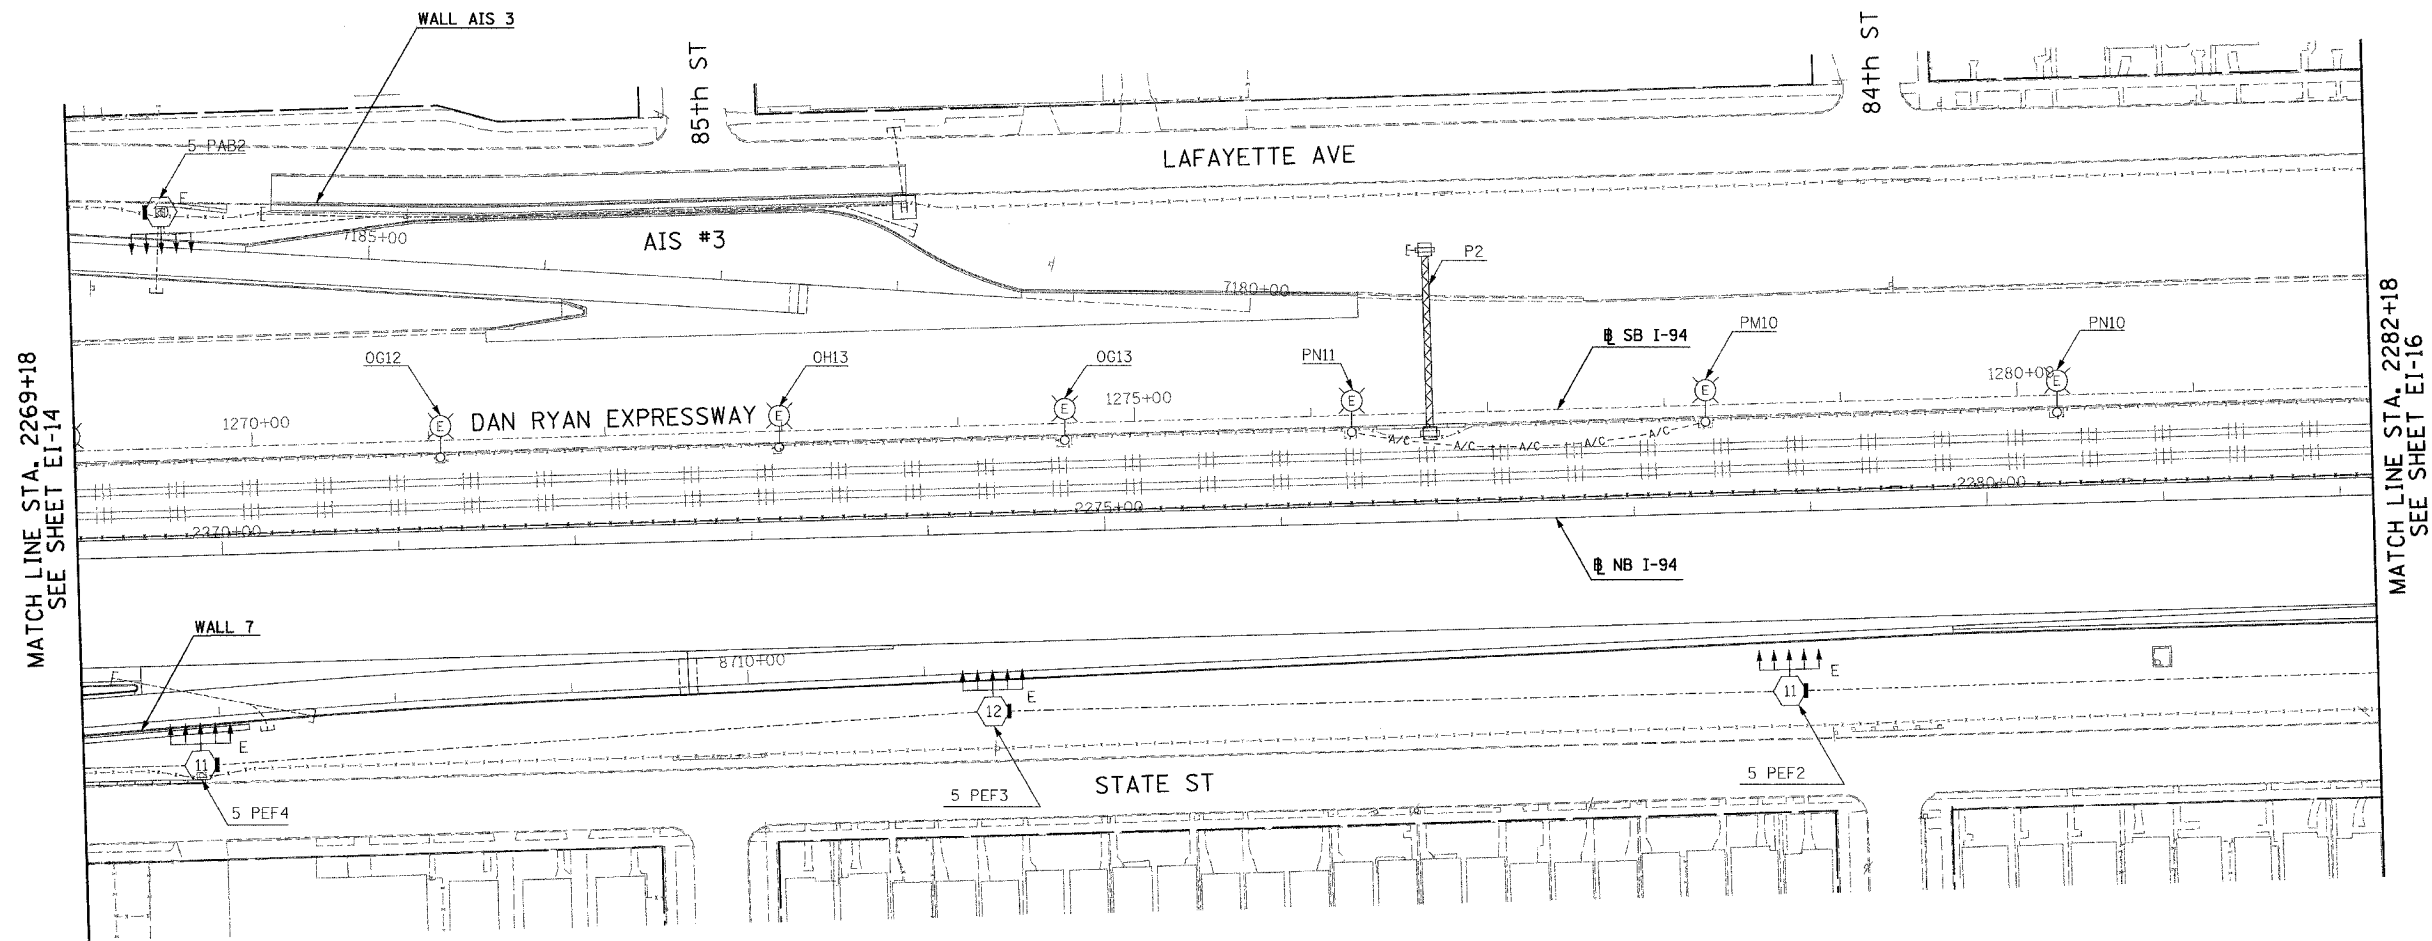 WALL AIS 3
85th ST
84th ST
5 PAB2
LAFAYETTE AVE
E
7185+00
AIS #3
P2
7180+00
MATCH LINE STA. 2269+18
SEE SHEET EI-14
MATCH LINE STA. 2282+18
SEE SHEET EI-16
SB I-94
PM10
PN10
OG12
OH13
OG13
PN11
1280+00
E
E
E
E
E
E
1270+00
DAN RYAN EXPRESSWAY
1275+00
A/C
A/C
A/C
A/C
A/C
2270+00
2275+00
2280+00
NB I-94
WALL 7
8710+00
E
E
E
11
12
11
5 PEF4
5 PEF3
STATE ST
5 PEF2